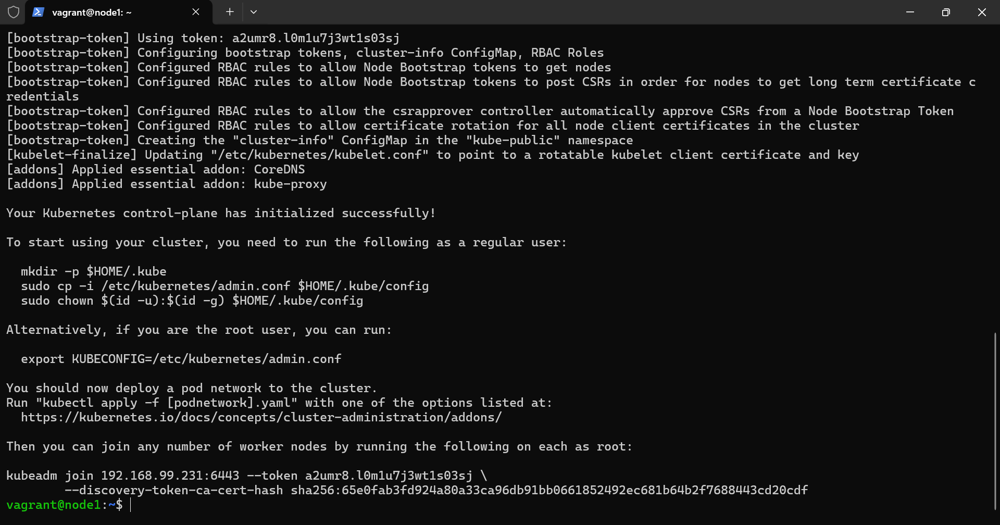 vagrant@node1: ~
[bootstrap-token] Using token: a2umr8.l0m1u7j3wt1s03sj
[bootstrap-token] Configuring bootstrap tokens, cluster-info ConfigMap, RBAC Roles
[bootstrap-token] Configured RBAC rules to allow Node Bootstrap tokens to get nodes
[bootstrap-token] Configured RBAC rules to allow Node Bootstrap tokens to post CSRs in order for nodes to get long term certificate c
redentials
[bootstrap-token] Configured RBAC rules to allow the csrapprover controller automatically approve CSRs from a Node Bootstrap Token
[bootstrap-token] Configured RBAC rules to allow certificate rotation for all node client certificates in the cluster
[bootstrap-token] Creating the "cluster-info" ConfigMap in the "kube-public" namespace
[kubelet-finalize] Updating "/etc/kubernetes/kubelet.conf" to point to a rotatable kubelet client certificate and key
[addons] Applied essential addon: CoreDNS
[addons] Applied essential addon: kube-proxy
Your Kubernetes control-plane has initialized successfully!
To start using your cluster, you need to run the following as a regular user:
mkdir -p $HOME/.kube
sudo cp -i /etc/kubernetes/admin.conf $HOME/.kube/config
sudo chown $(id -u):$(id -g) $HOME/.kube/config
Alternatively, if you are the root user, you can run:
export KUBECONFIG=/etc/kubernetes/admin.conf
You should now deploy a pod network to the cluster.
Run "kubectl apply -f [podnetwork].yaml" with one of the options listed at:
https://kubernetes.io/docs/concepts/cluster-administration/addons/
Then you can join any number of worker nodes by running the following on each as root:
kubeadm join 192.168.99.231:6443 --token a2umr8.l0m1u7j3wt1s03sj \
--discovery-token-ca-cert-hash sha256:65e0fab3fd924a80a33ca96db91bb0661852492ec681b64b2f7688443cd20cdf
vagrant@node1:~$